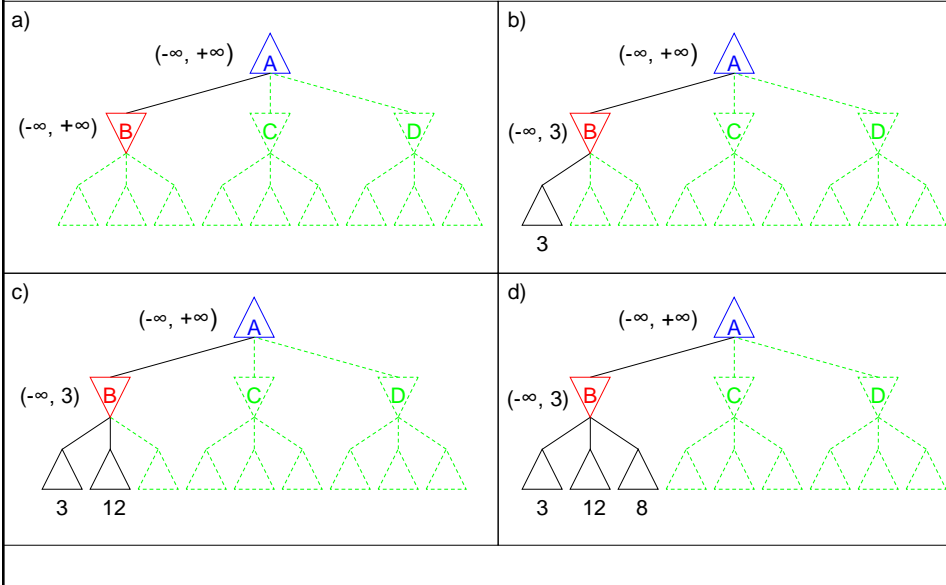 a)
(-∞, +∞)
A
(-∞, +∞)
B
C
D
b)
(-∞, +∞)
A
(-∞, 3)
B
C
D
3
c)
(-∞, +∞)
A
(-∞, 3)
B
C
D
3 12
d)
(-∞, +∞)
A
(-∞, 3)
B
C
D
3 12 8